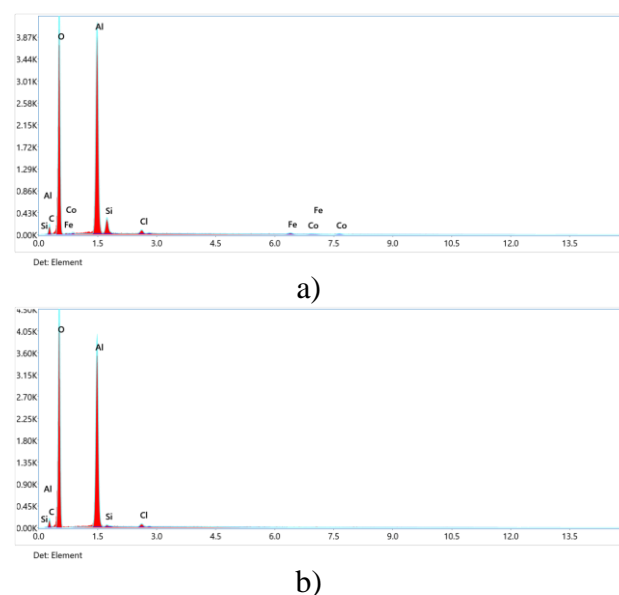 3.87K
O
Al
3.44K
3.01K
2.58K
2.15K
1.72K
1.29K
0.86K
Al
0.43K
Si
C
Co
Fe
Si
Cl
Fe
Fe
Co
Co
0.00K
0.0 1.5 3.0 4.5 6.0 7.5 9.0 10.5 12.0 13.5
Det: Element
a)
4.50K
4.05K
O
3.60K
Al
3.15K
2.70K
2.25K
1.80K
1.35K
0.90K
Al
0.45K
Si
C
Si
Cl
0.00K
0.0 1.5 3.0 4.5 6.0 7.5 9.0 10.5 12.0 13.5
Det: Element
b)